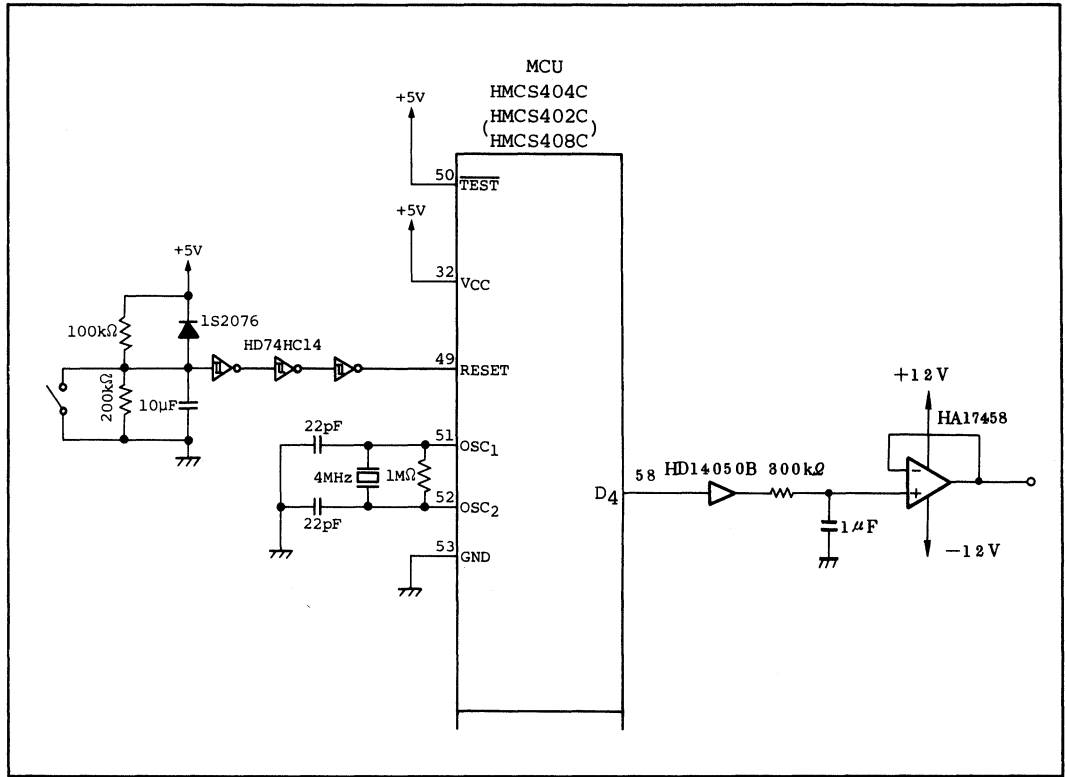 MCU
HMCS404C
(HMCS402C
HMCS408C)
+5V
50
TEST
+5V
32
VCC
+5V
100kΩ
1S2076
HD74HC14
49
RESET
200kΩ
10μF
22pF
51
OSC1
4MHz
1MΩ
52
OSC2
22pF
53
GND
D4
58
HD14050B
300kΩ
1μF
+12V
HA17458
-
+
-12V